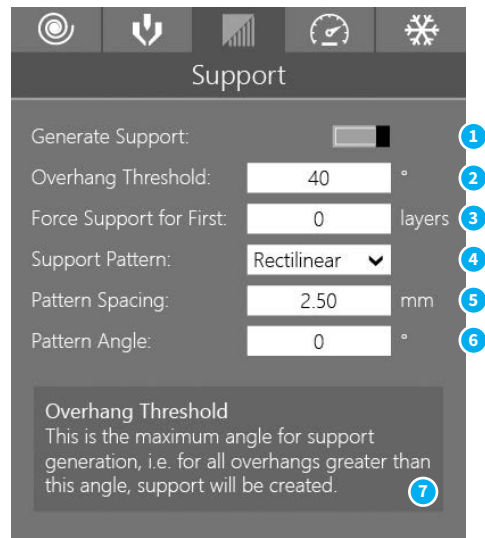 Support
Generate Support: 1
Overhang Threshold: 40 ° 2
Force Support for First: 0 layers 3
Support Pattern: Rectilinear 4
Pattern Spacing: 2.50 mm 5
Pattern Angle: 0 ° 6
Overhang Threshold
This is the maximum angle for support
generation, i.e. for all overhangs greater than
this angle, support will be created. 7